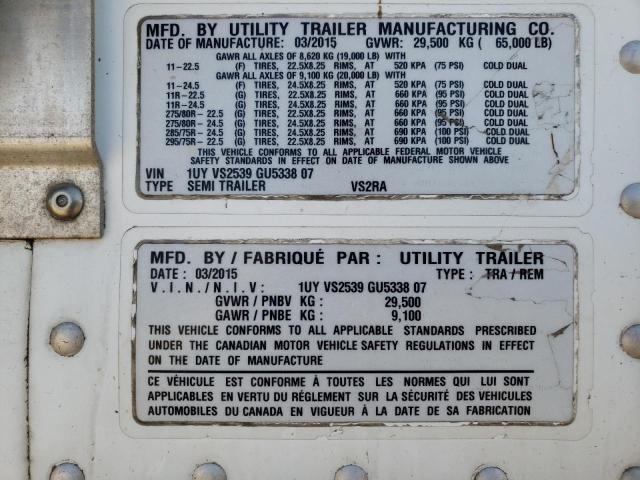 MFD. BY UTILITY TRAILER MANUFACTURING CO.
DATE OF MANUFACTURE: 03/2015 GVWR: 29,500 KG ( 65,000 LB)
GAWR ALL AXLES OF 8,620 KG (19,000 LB) WITH
11-22.5 (F) TIRES, 22.5X8.25 RIMS, AT 520 KPA (75 PSI) COLD DUAL
GAWR ALL AXLES OF 9,100 KG (20,000 LB) WITH
11-24.5 (F) TIRES, 24.5X8.25 RIMS, AT 520 KPA (75 PSI) COLD DUAL
11R-22.5 (G) TIRES, 22.5X8.25 RIMS, AT 660 KPA (95 PSI) COLD DUAL
11R-24.5 (G) TIRES, 24.5X8.25 RIMS, AT 660 KPA (95 PSI) COLD DUAL
275/80R-22.5 (G) TIRES, 22.5X8.25 RIMS, AT 660 KPA (95 PSI) COLD DUAL
275/80R-24.5 (G) TIRES, 24.5X8.25 RIMS, AT 660 KPA (95 PSI) COLD DUAL
285/75R-24.5 (G) TIRES, 24.5X8.25 RIMS, AT 690 KPA (100 PSI) COLD DUAL
295/75R-22.5 (G) TIRES, 22.5X8.25 RIMS, AT 690 KPA (100 PSI) COLD DUAL
THIS VEHICLE CONFORMS TO ALL APPLICABLE FEDERAL MOTOR VEHICLE
SAFETY STANDARDS IN EFFECT ON DATE OF MANUFACTURE SHOWN ABOVE
VIN 1UY VS2539 GU5338 07
TYPE SEMI TRAILER VS2RA
MFD. BY / FABRIQUÉ PAR : UTILITY TRAILER
DATE : 03/2015 TYPE : TRA / REM
V.I.N. / N.I.V : 1UY VS2539 GU5338 07
GVWR / PNBV KG : 29,500
GAWR / PNBE KG : 9,100
THIS VEHICLE CONFORMS TO ALL APPLICABLE STANDARDS PRESCRIBED
UNDER THE CANADIAN MOTOR VEHICLE SAFETY REGULATIONS IN EFFECT
ON THE DATE OF MANUFACTURE
CE VÉHICULE EST CONFORME À TOUTES LES NORMES QUI LUI SONT
APPLICABLES EN VERTU DU RÉGLEMENT SUR LA SÉCURITÉ DES VEHICULES
AUTOMOBILES DU CANADA EN VIGUEUR À LA DATE DE SA FABRICATION